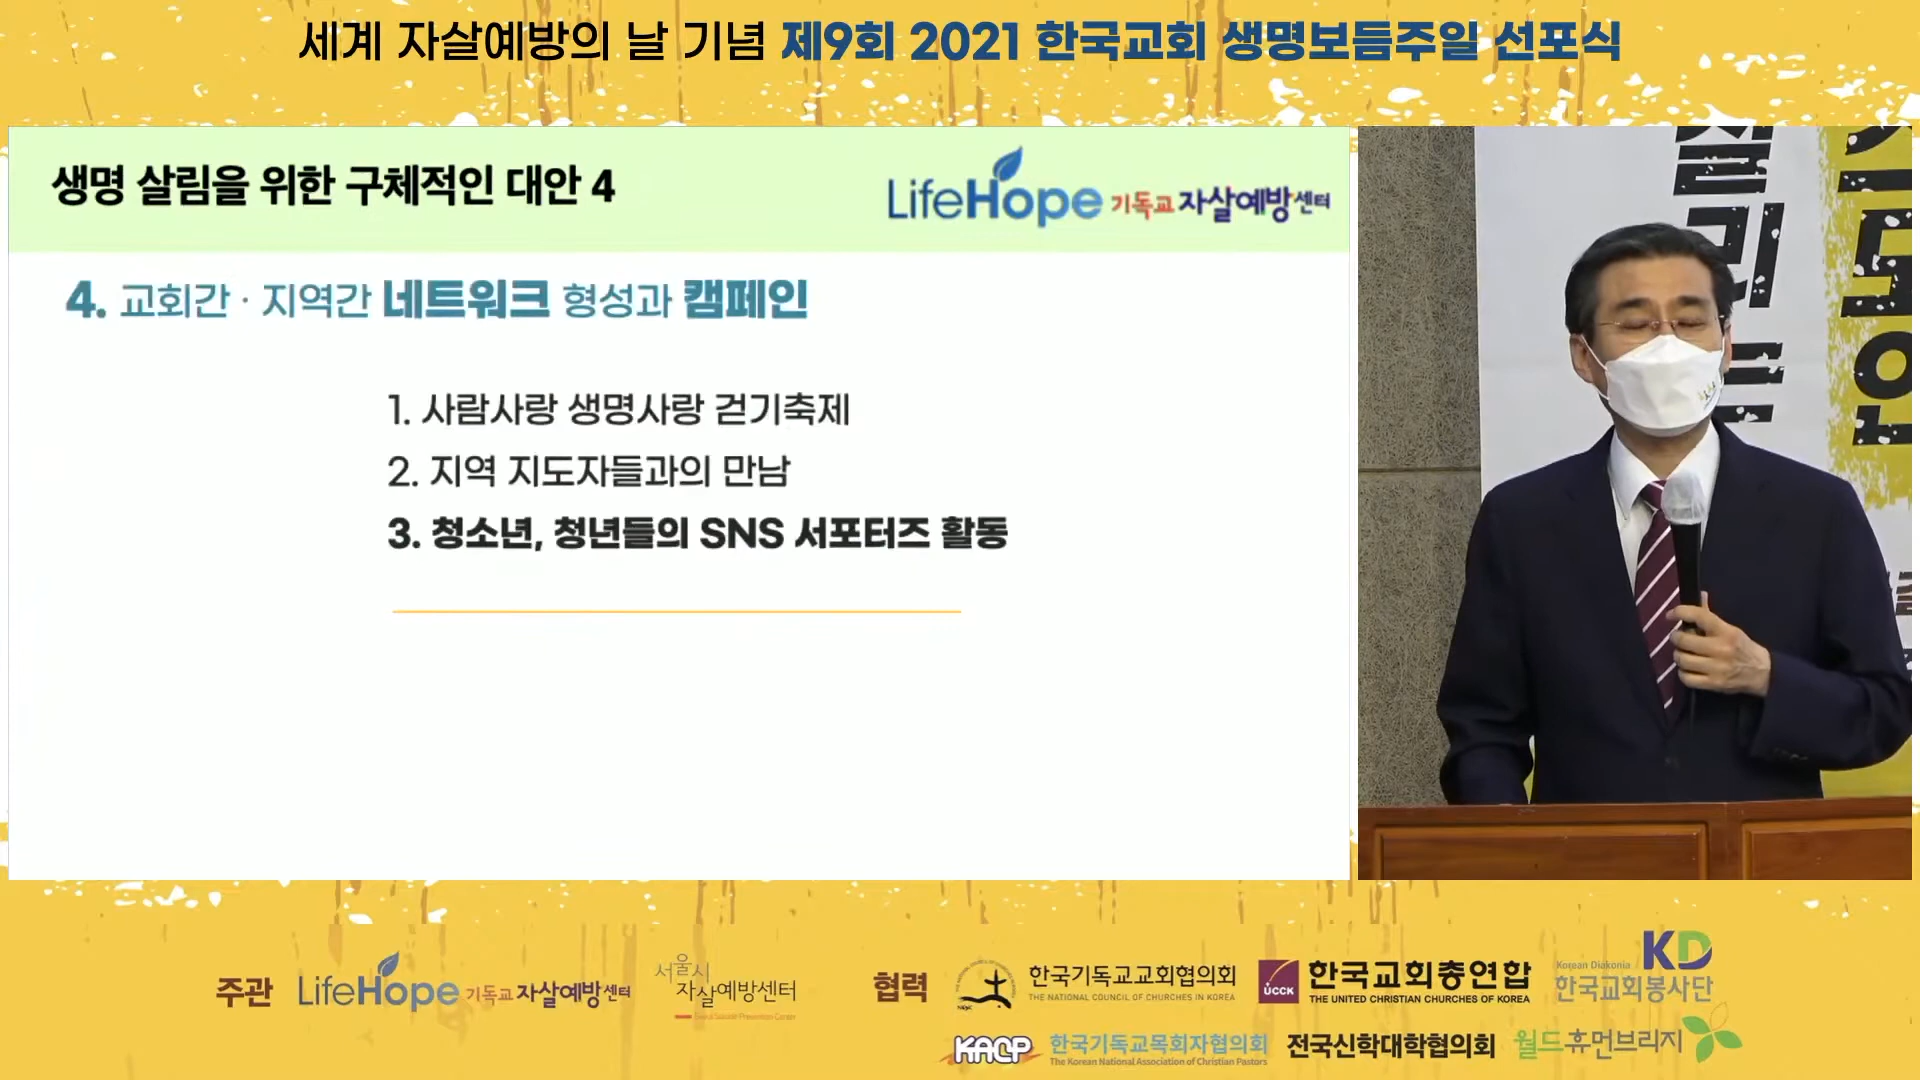 세계 자살예방의 날 기념 제9회 2021 한국교회 생명보듬주일 선포식
생명 살림을 위한 구체적인 대안 4
LifeHope 기독교 자살예방센터
4. 교회간 · 지역간 네트워크 형성과 캠페인
1. 사람사랑 생명사랑 걷기축제
2. 지역 지도자들과의 만남
3. 청소년, 청년들의 SNS 서포터즈 활동
주관
LifeHope 기독교 자살예방센터
서울시
자살예방센터
Seoul Suicide Prevention Center
협력
한국기독교교회협의회
THE NATIONAL COUNCIL OF CHURCHES IN KOREA
UCCK
한국교회총연합
THE UNITED CHRISTIAN CHURCHES OF KOREA
KD
Korean Diakonia
한국교회봉사단
KACP
한국기독교목회자협의회
The Korean National Association of Christian Pastors
전국신학대학협의회
월드휴먼브리지